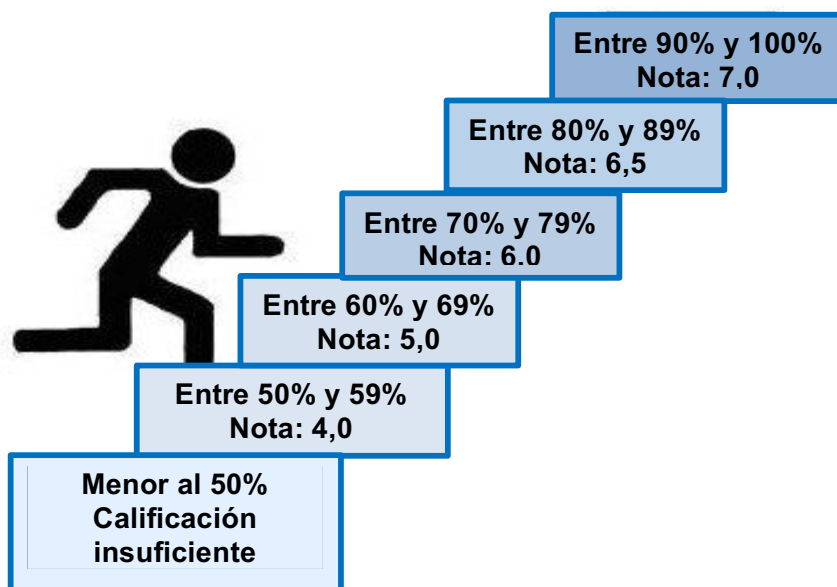 Entre 90% y 100%
Nota: 7,0
Entre 80% y 89%
Nota: 6,5
Entre 70% y 79%
Nota: 6,0
Entre 60% y 69%
Nota: 5,0
Entre 50% y 59%
Nota: 4,0
Menor al 50%
Calificación
insuficiente